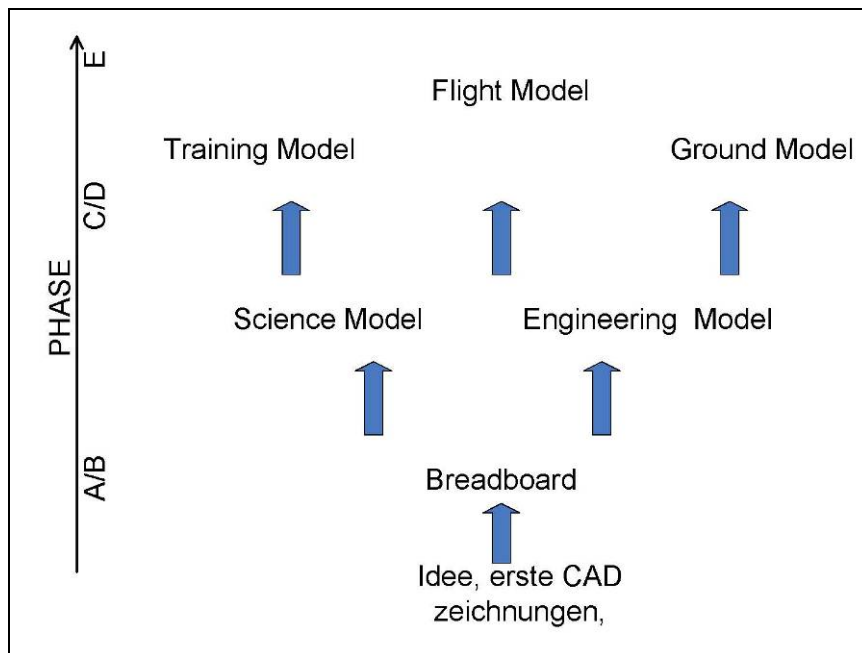 E
Flight Model
Training Model
Ground Model
C/D
PHASE
Science Model
Engineering Model
A/B
Breadboard
Idee, erste CAD
zeichnungen,